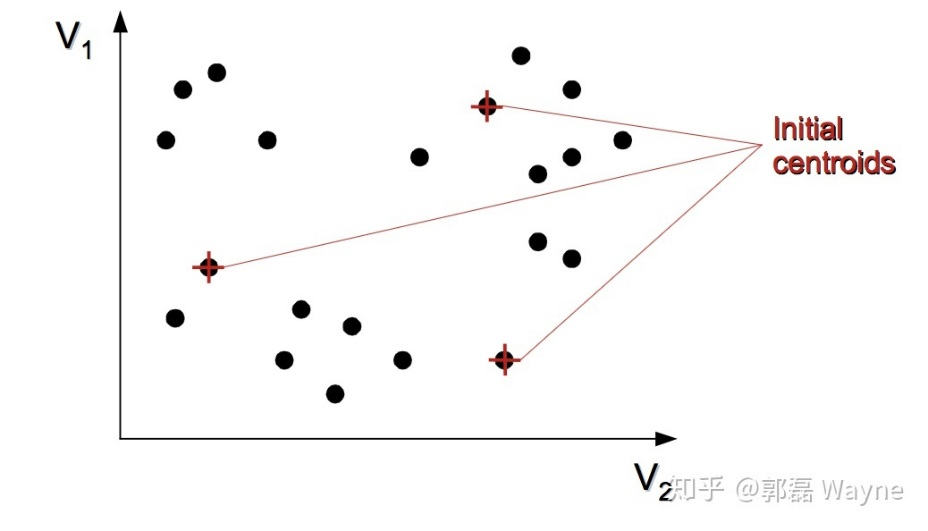 V1
Initial
centroids
V2
知乎 @郭磊 Wayne